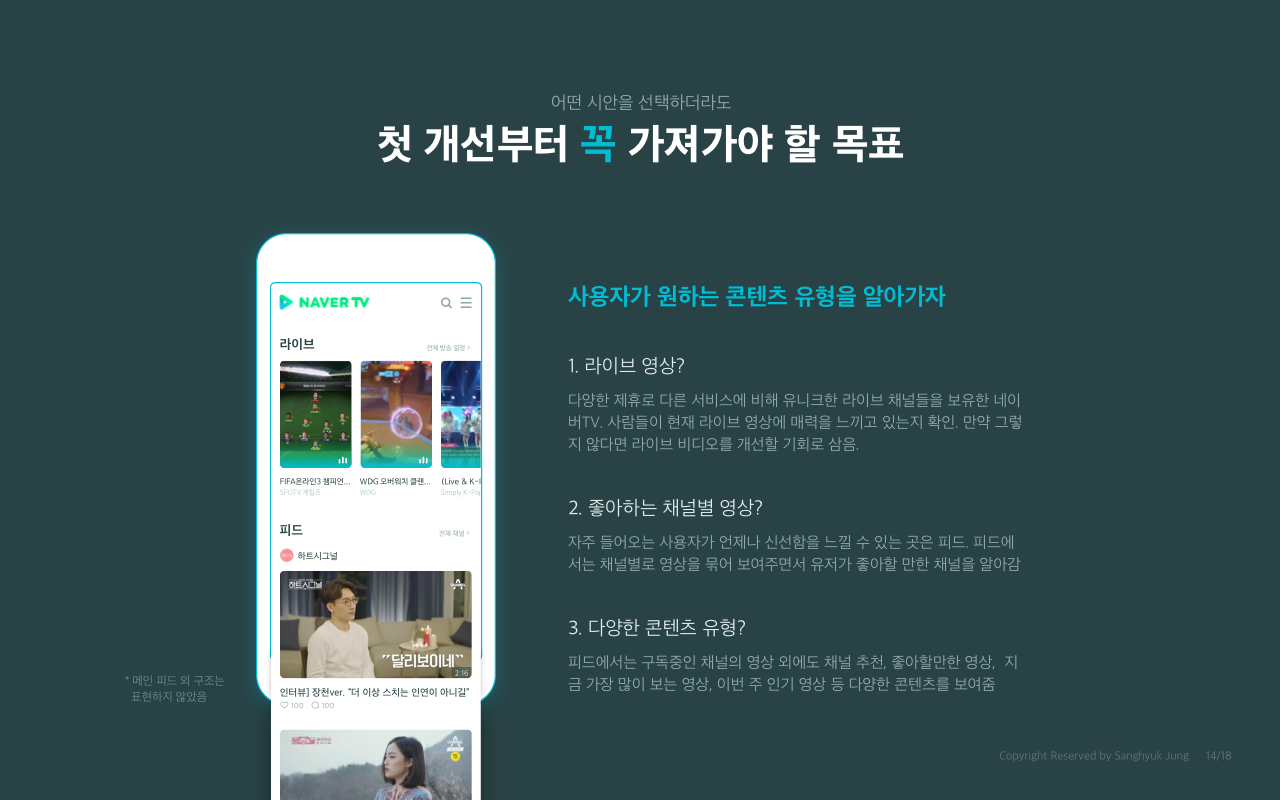 어떤 시안을 선택하더라도
첫 개선부터 꼭 가져가야 할 목표
NAVER TV
라이브
전체 방송 일정 >
FIFA온라인3 챔피언...
WDG 오버워치 클랜...
(Live & K-P
SPOTV 게임즈
WDG
Simply K-Pop
피드
전체 채널 >
하트시그널
하트시그널
"달리보이네"
2:16
인터뷰] 장천ver. "더 이상 스치는 인연이 아니길"
100 100
* 메인 피드 외 구조는
표현하지 않았음
사용자가 원하는 콘텐츠 유형을 알아가자
1. 라이브 영상?
다양한 제휴로 다른 서비스에 비해 유니크한 라이브 채널들을 보유한 네이
버TV. 사람들이 현재 라이브 영상에 매력을 느끼고 있는지 확인. 만약 그렇
지 않다면 라이브 비디오를 개선할 기회로 삼음.
2. 좋아하는 채널별 영상?
자주 들어오는 사용자가 언제나 신선함을 느낄 수 있는 곳은 피드. 피드에
서는 채널별로 영상을 묶어 보여주면서 유저가 좋아할 만한 채널을 알아감
3. 다양한 콘텐츠 유형?
피드에서는 구독중인 채널의 영상 외에도 채널 추천, 좋아할만한 영상, 지
금 가장 많이 보는 영상, 이번 주 인기 영상 등 다양한 콘텐츠를 보여줌
Copyright Reserved by Sanghyuk Jung 14/18